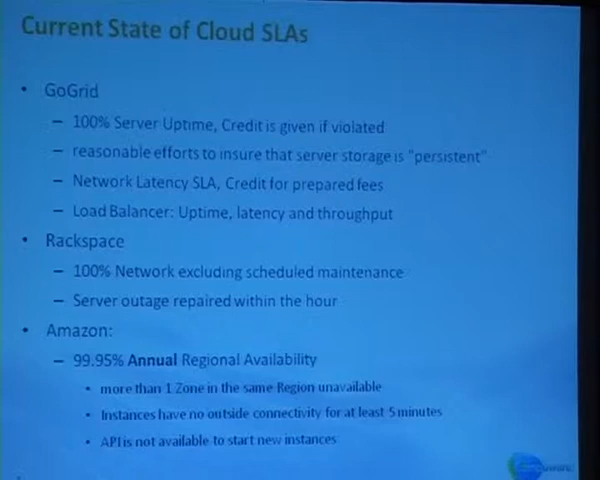 Current State of Cloud SLAs
• GoGrid
– 100% Server Uptime, Credit is given if violated
– reasonable efforts to insure that server storage is "persistent"
– Network Latency SLA, Credit for prepared fees
– Load Balancer: Uptime, latency and throughput
• Rackspace
– 100% Network excluding scheduled maintenance
– Server outage repaired within the hour
• Amazon:
– 99.95% Annual Regional Availability
• more than 1 Zone in the same Region unavailable
• Instances have no outside connectivity for at least 5 minutes
• API is not available to start new instances